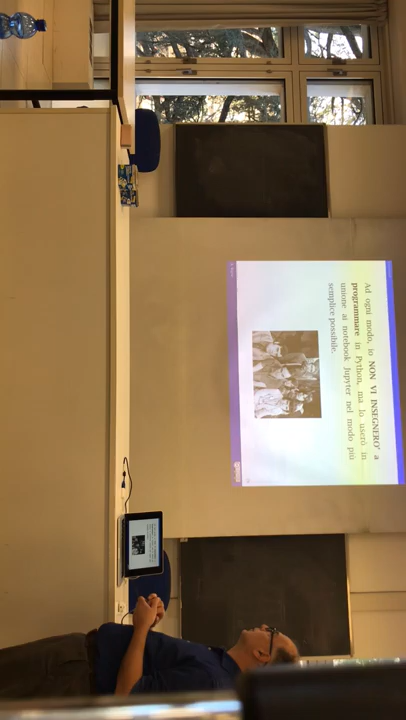 Ad ogni modo, io NON VI INSEGNERO' a
programmare in Python, ma lo userò in
unione ai notebook Jupyter nel modo più
semplice possibile.